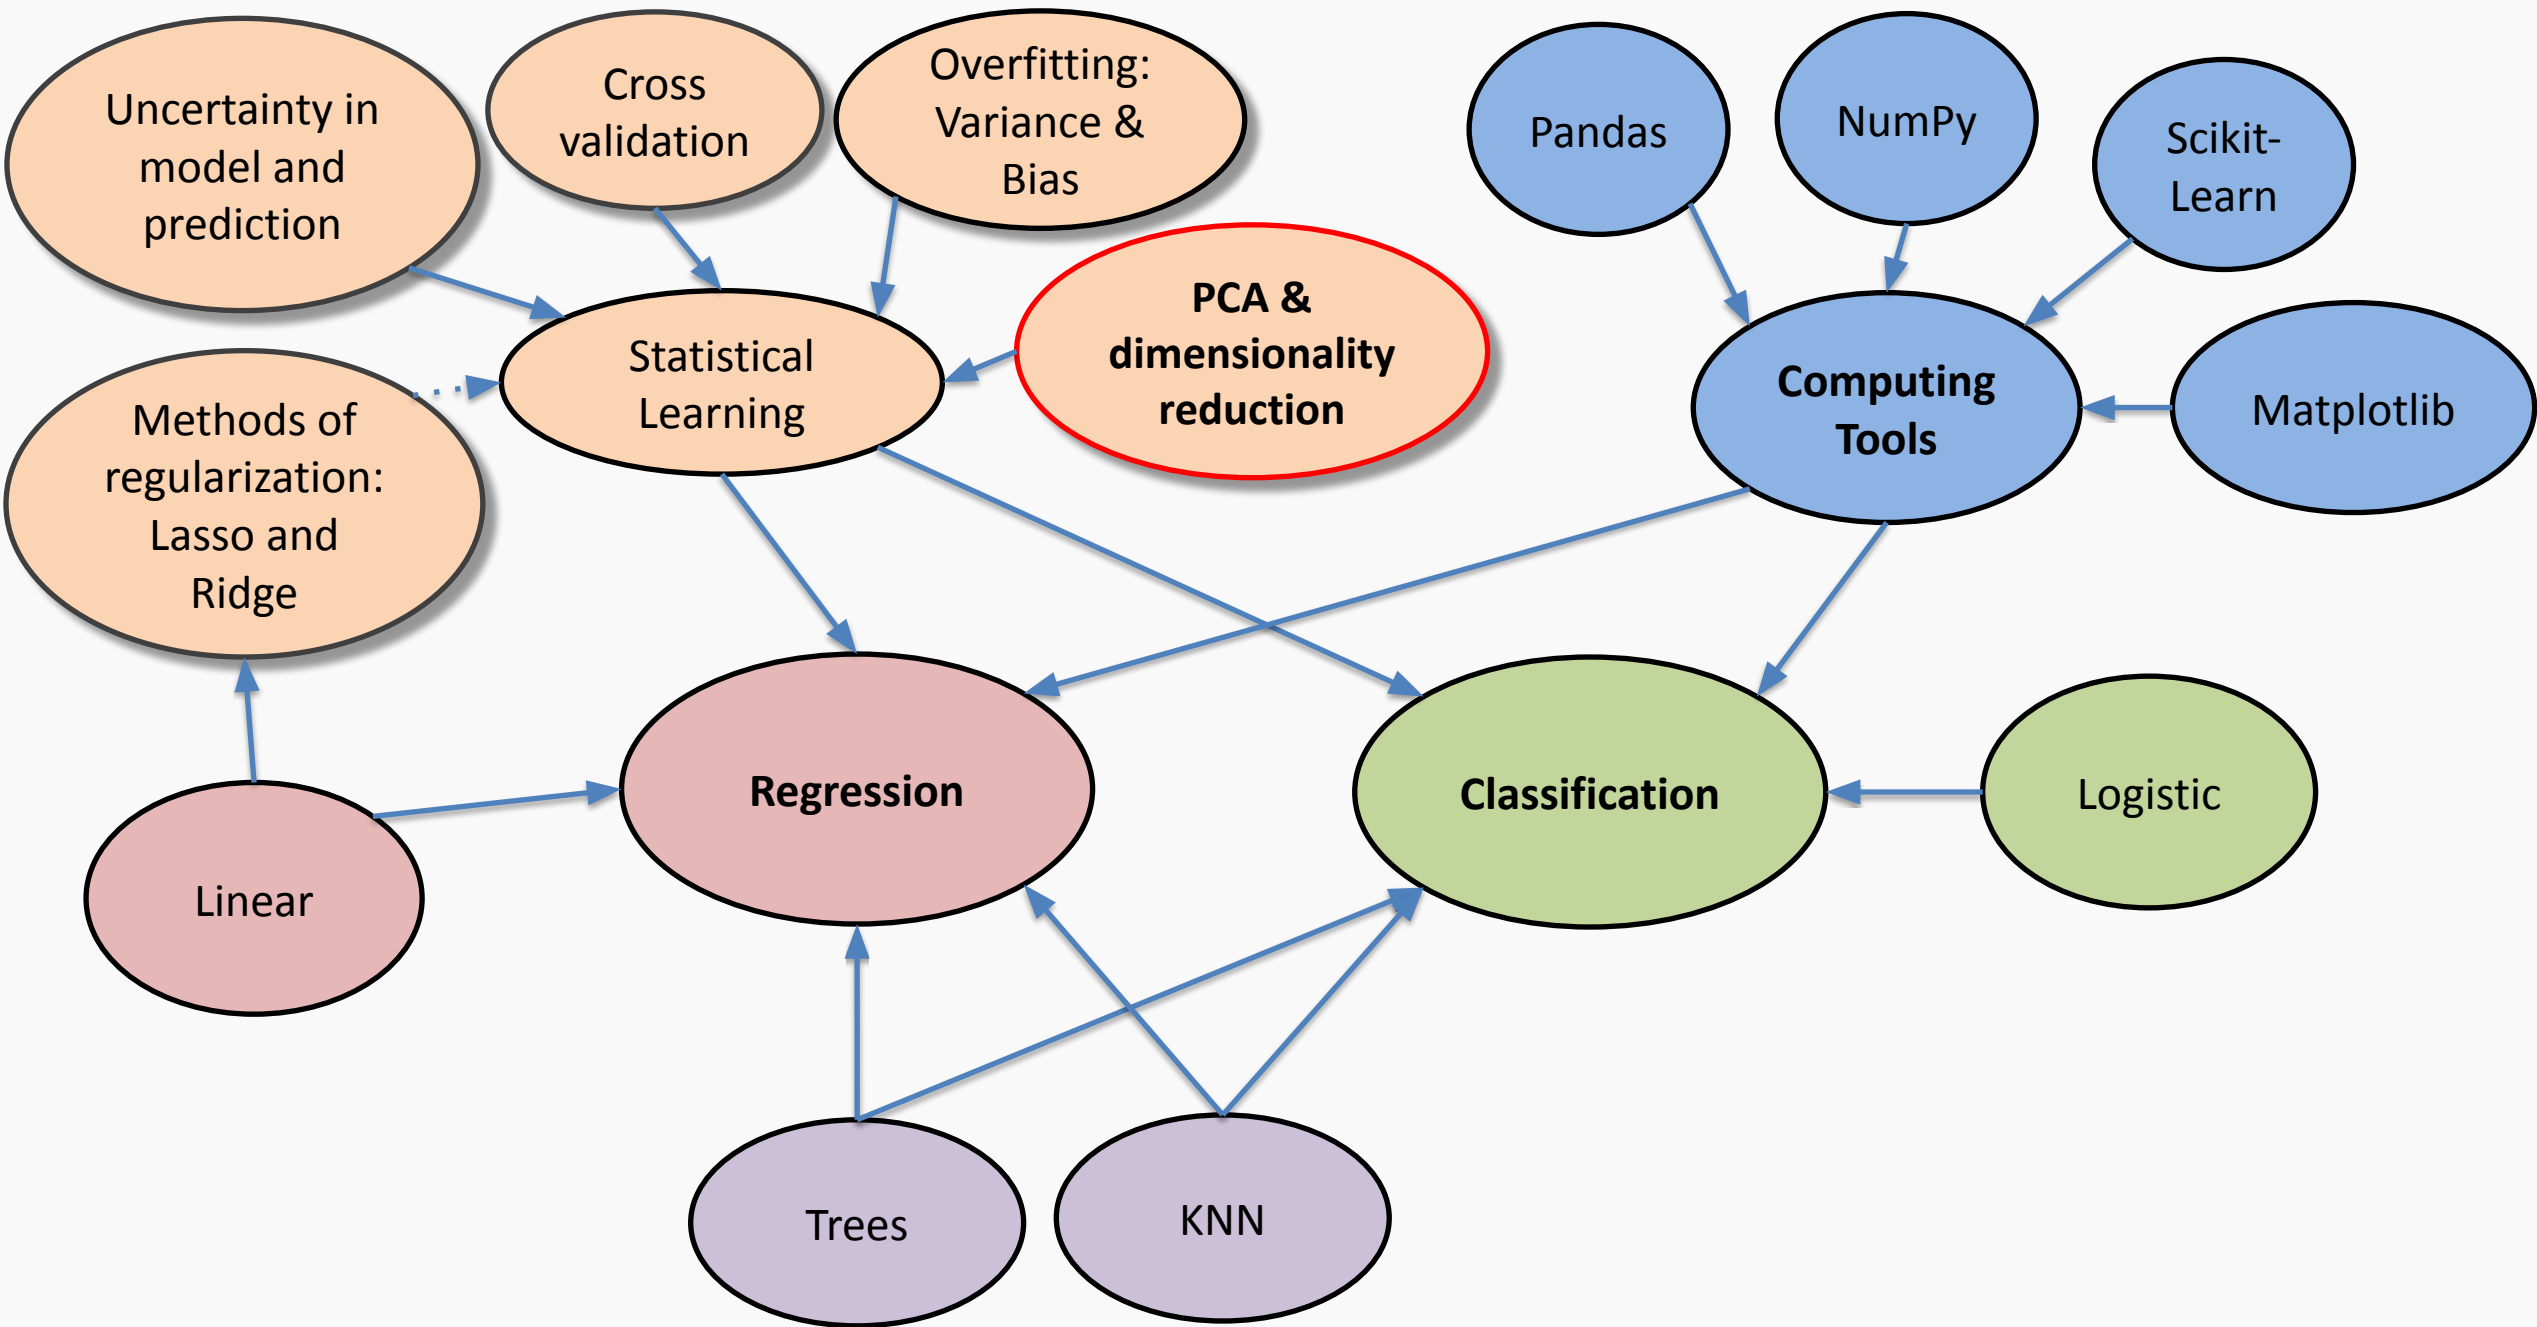 Uncertainty in
model and
prediction
Cross
validation
Overfitting:
Variance &
Bias
Pandas
NumPy
Scikit-
Learn
PCA &
dimensionality
reduction
Statistical
Learning
Computing
Tools
Matplotlib
Methods of
regularization:
Lasso and
Ridge
Regression
Classification
Logistic
Linear
Trees
KNN